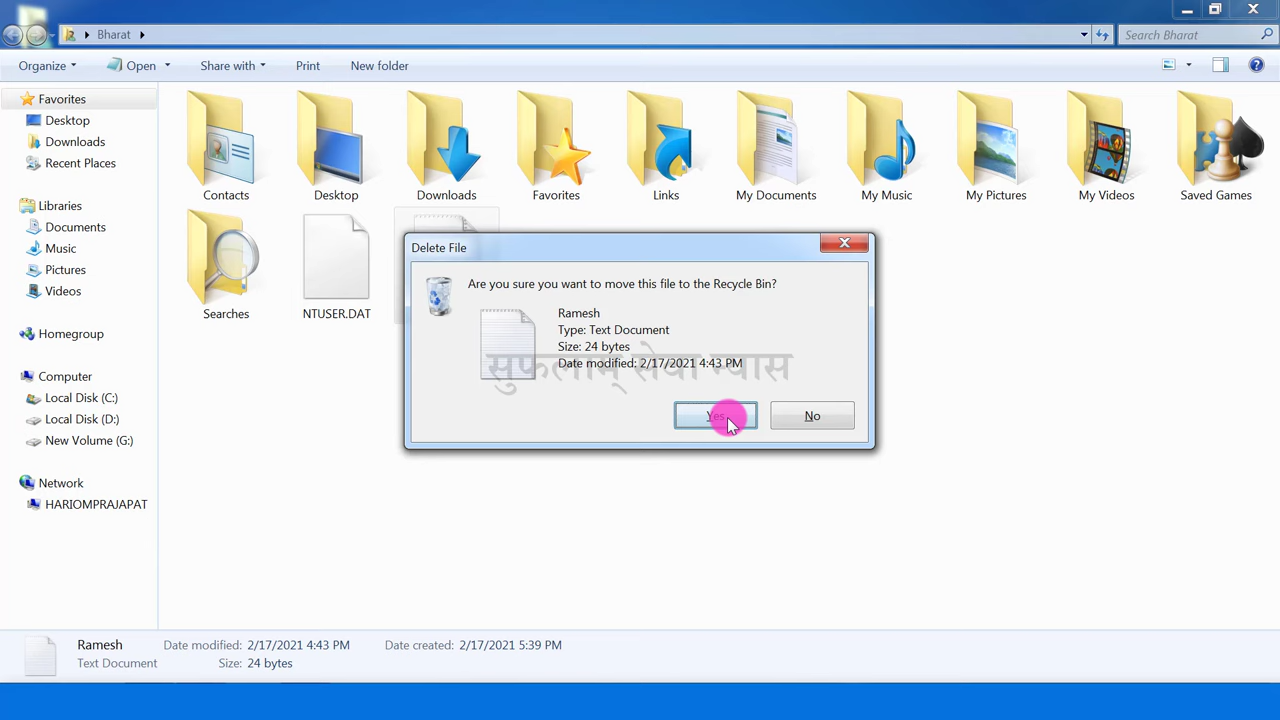 Bharat
Search Bharat
Organize Open Share with Print New folder
Favorites
Desktop
Downloads
Recent Places
Libraries
Documents
Music
Pictures
Videos
Homegroup
Computer
Local Disk (C:)
Local Disk (D:)
New Volume (G:)
Network
HARIOMPRAJAPAT
Contacts Desktop Downloads Favorites Links My Documents My Music My Pictures My Videos Saved Games
Searches NTUSER.DAT
Delete File
Are you sure you want to move this file to the Recycle Bin?
Ramesh
Type: Text Document
Size: 24 bytes
Date modified: 2/17/2021 4:43 PM
सुफलाम् सेवा न्यास
Yes No
Ramesh Date modified: 2/17/2021 4:43 PM Date created: 2/17/2021 5:39 PM
Text Document Size: 24 bytes